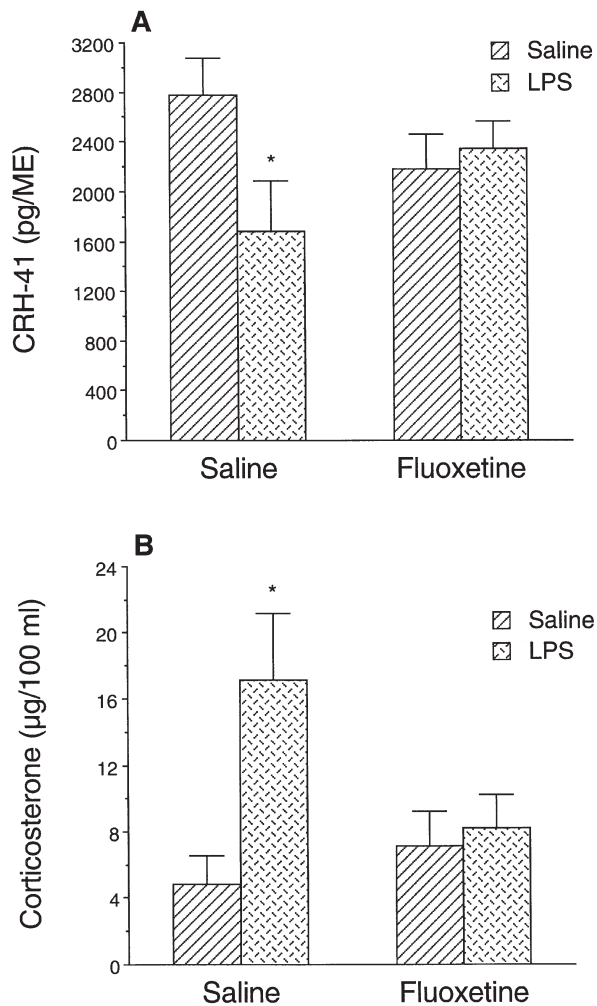 A
Saline
LPS
CRH-41 (pg/ME)
3200
2800
2400
2000
1600
1200
800
400
0
*
Saline
Fluoxetine
B
Saline
LPS
Corticosterone (µg/100 ml)
24
20
16
12
8
4
0
*
Saline
Fluoxetine